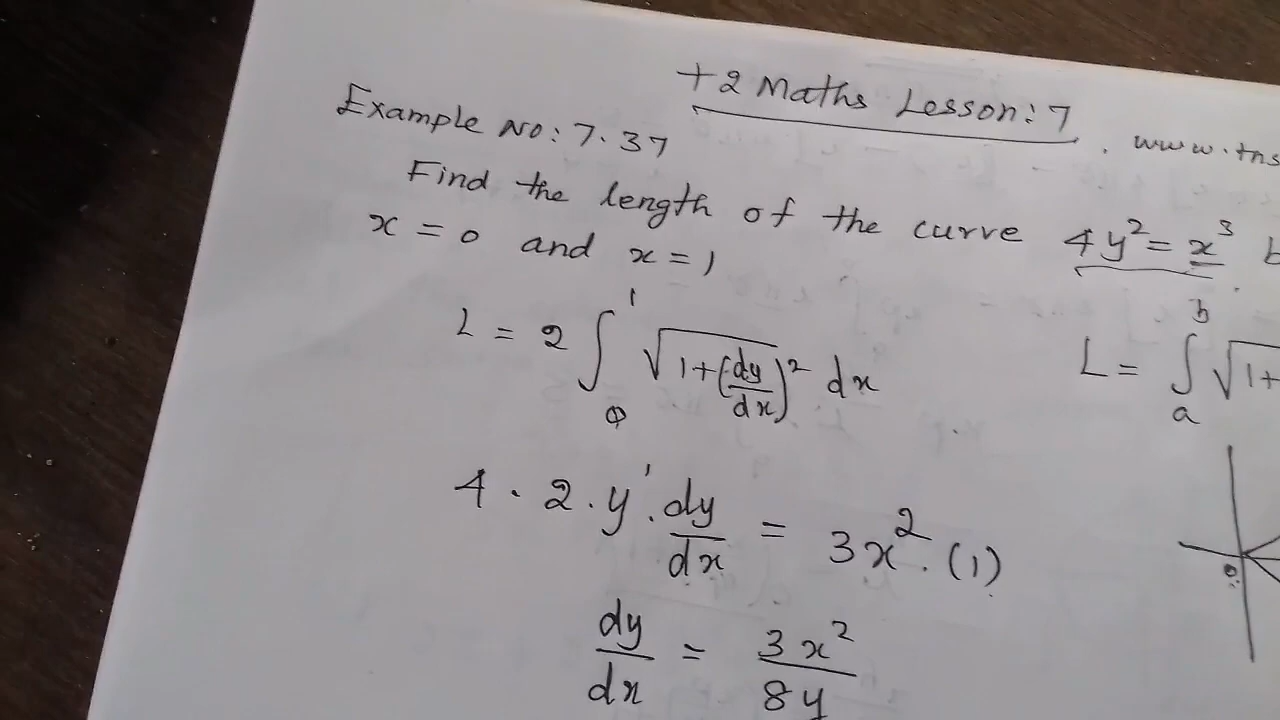 +2 Maths Lesson: 7
Example No: 7.37 www.tns
Find the length of the curve 4y² = x³ b
x = 0 and x = 1
L = 2 ∫₀¹ √1+(dy/dx)² dx L = ∫ₐᵇ √1+
4 · 2 · y¹ · dy/dx = 3x² · (1)
0
dy/dx = 3x²/8y